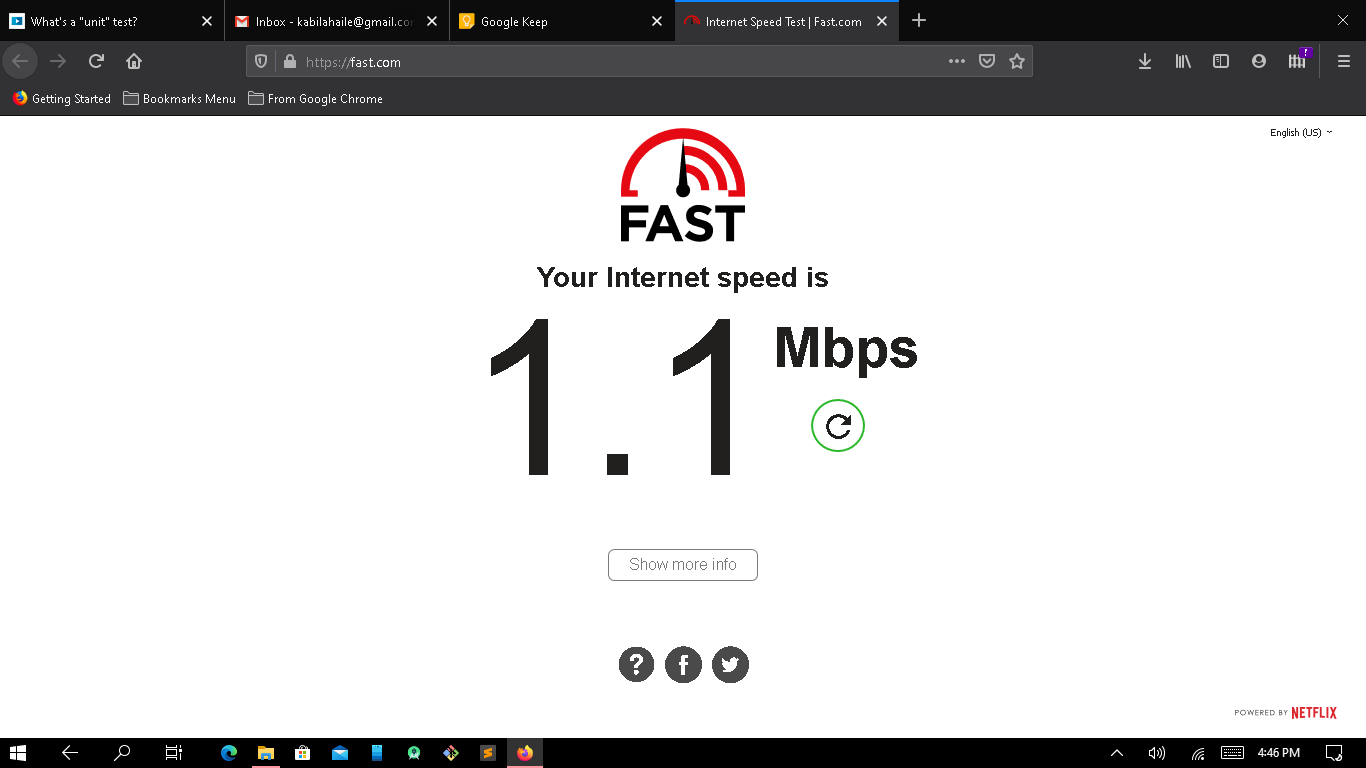 What's a "unit" test?
Inbox - kabilahaile@gmail.co
Google Keep
Internet Speed Test | Fast.com
https://fast.com
Getting Started
Bookmarks Menu
From Google Chrome
English (US)
FAST
Your Internet speed is
1.1 Mbps
Show more info
POWERED BY NETFLIX
4:46 PM